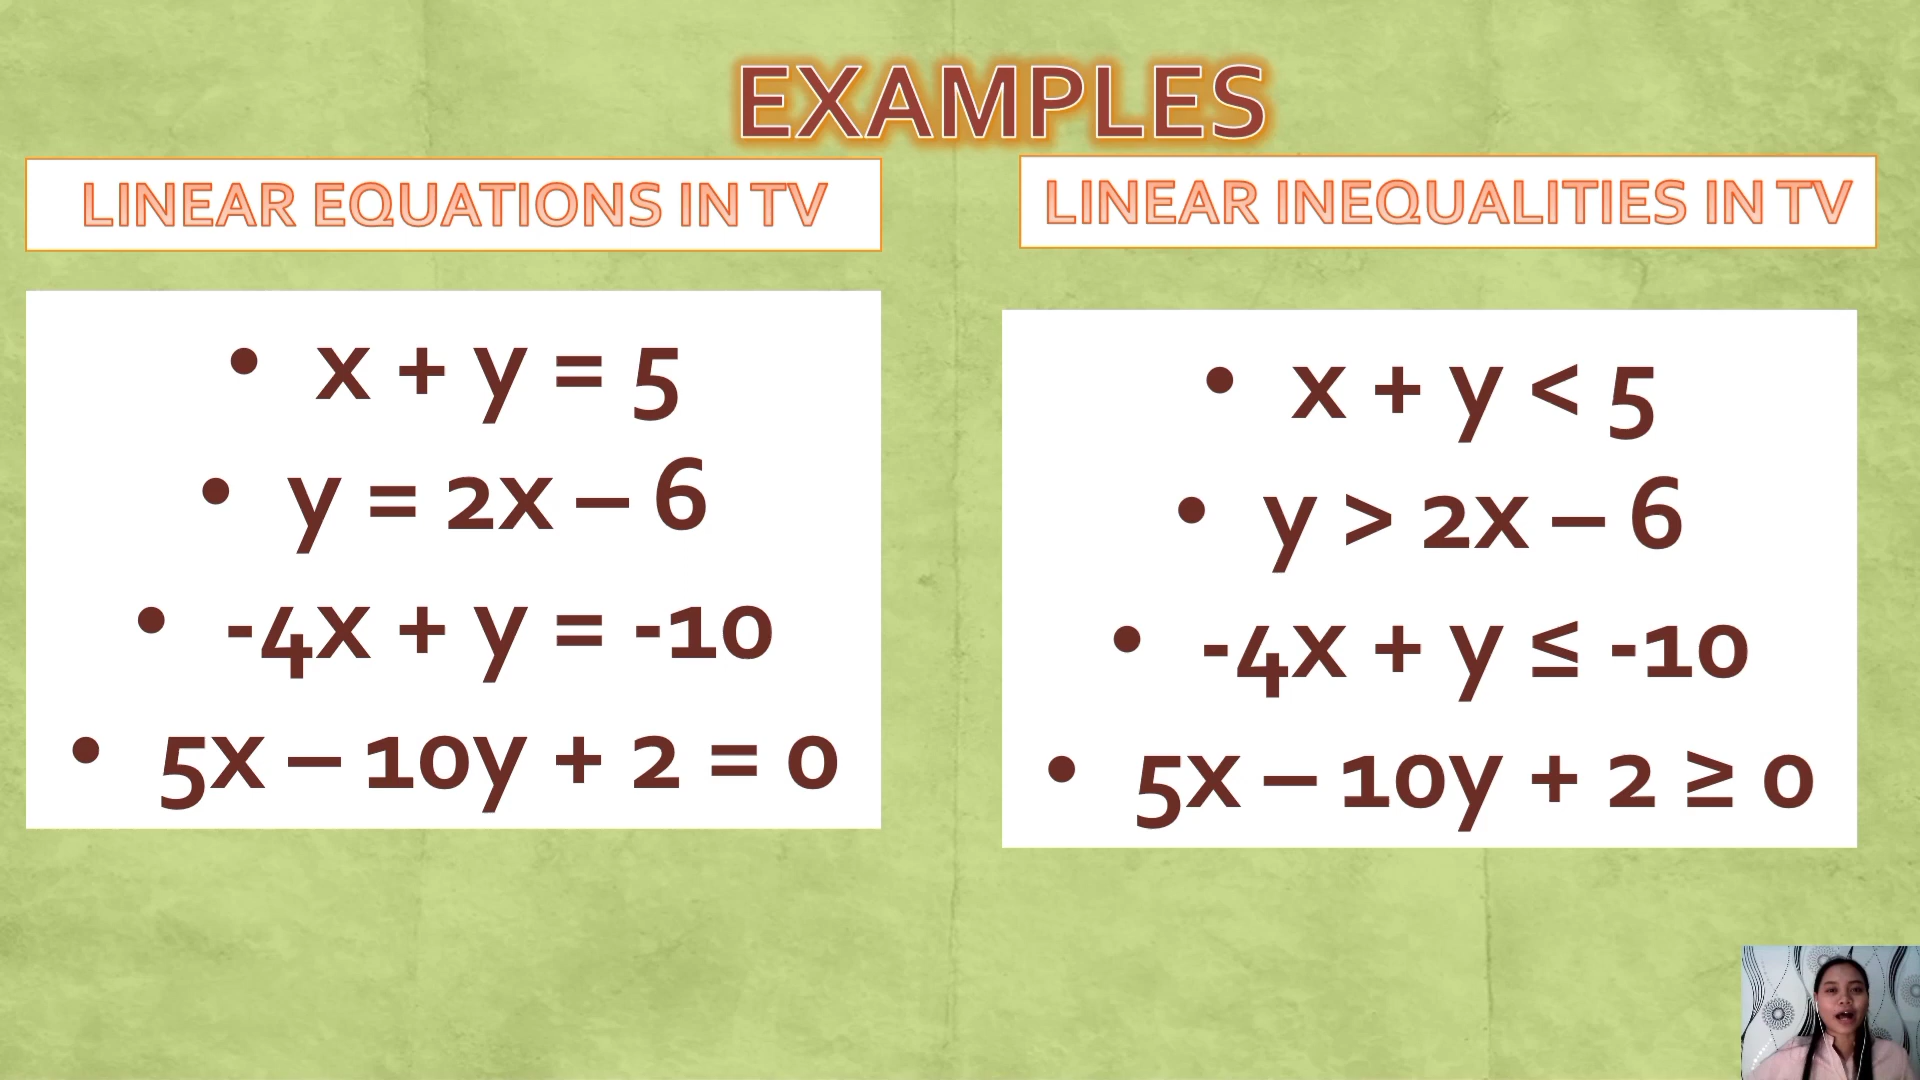 EXAMPLES
LINEAR EQUATIONS IN TV
• x + y = 5
• y = 2x – 6
• -4x + y = -10
• 5x – 10y + 2 = 0
LINEAR INEQUALITIES IN TV
• x + y < 5
• y > 2x – 6
• -4x + y ≤ -10
• 5x – 10y + 2 ≥ 0